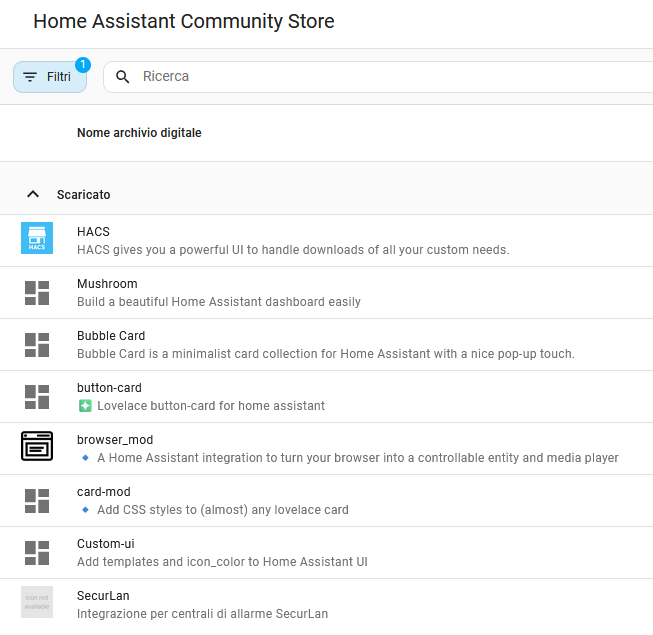 Home Assistant Community Store
Filtri
1
Ricerca
Nome archivio digitale
Scaricato
HACS
HACS
HACS gives you a powerful UI to handle downloads of all your custom needs.
Mushroom
Build a beautiful Home Assistant dashboard easily
Bubble Card
Bubble Card is a minimalist card collection for Home Assistant with a nice pop-up touch.
button-card
❇️ Lovelace button-card for home assistant
browser_mod
🔹 A Home Assistant integration to turn your browser into a controllable entity and media player
card-mod
🔹 Add CSS styles to (almost) any lovelace card
Custom-ui
Add templates and icon_color to Home Assistant UI
icon not
available
SecurLan
Integrazione per centrali di allarme SecurLan